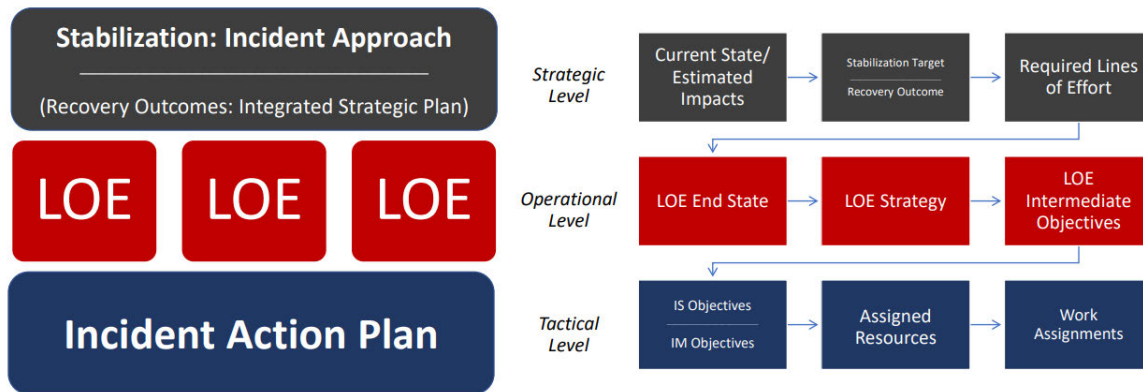 Stabilization: Incident Approach
(Recovery Outcomes: Integrated Strategic Plan)
LOE
LOE
LOE
Incident Action Plan
Strategic
Level
Current State/
Estimated
Impacts
Stabilization Target
Recovery Outcome
Required Lines
of Effort
Operational
Level
LOE End State
LOE Strategy
LOE
Intermediate
Objectives
Tactical
Level
IS Objectives
IM Objectives
Assigned
Resources
Work
Assignments